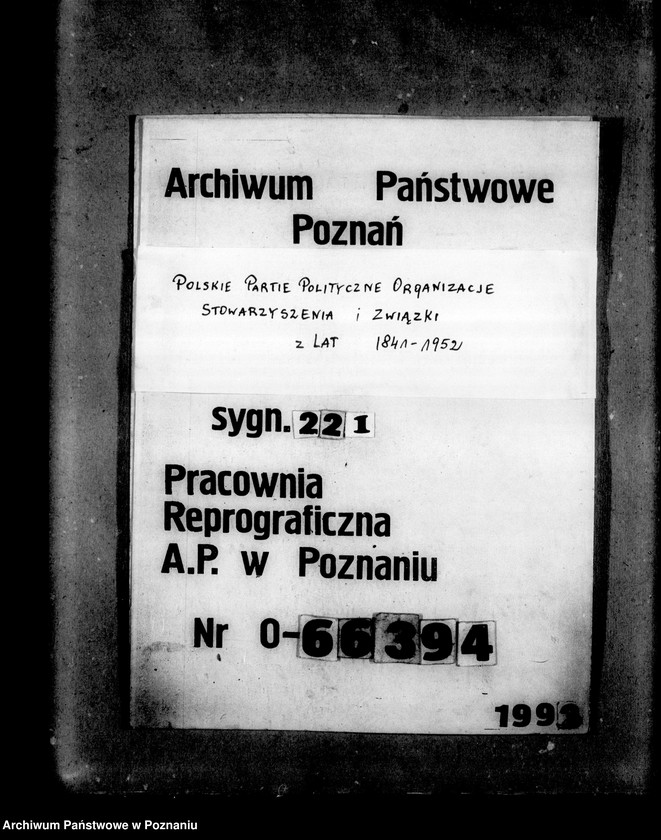 Archiwum Państwowe
Poznań
Polskie Partie Polityczne Organizacje
Stowarzyszenia i Związki
z lat 1841-1952
sygn. 221
Pracownia
Reprograficzna
A.P. w Poznaniu
Nr O-66394
1993
Archiwum Państwowe w Poznaniu